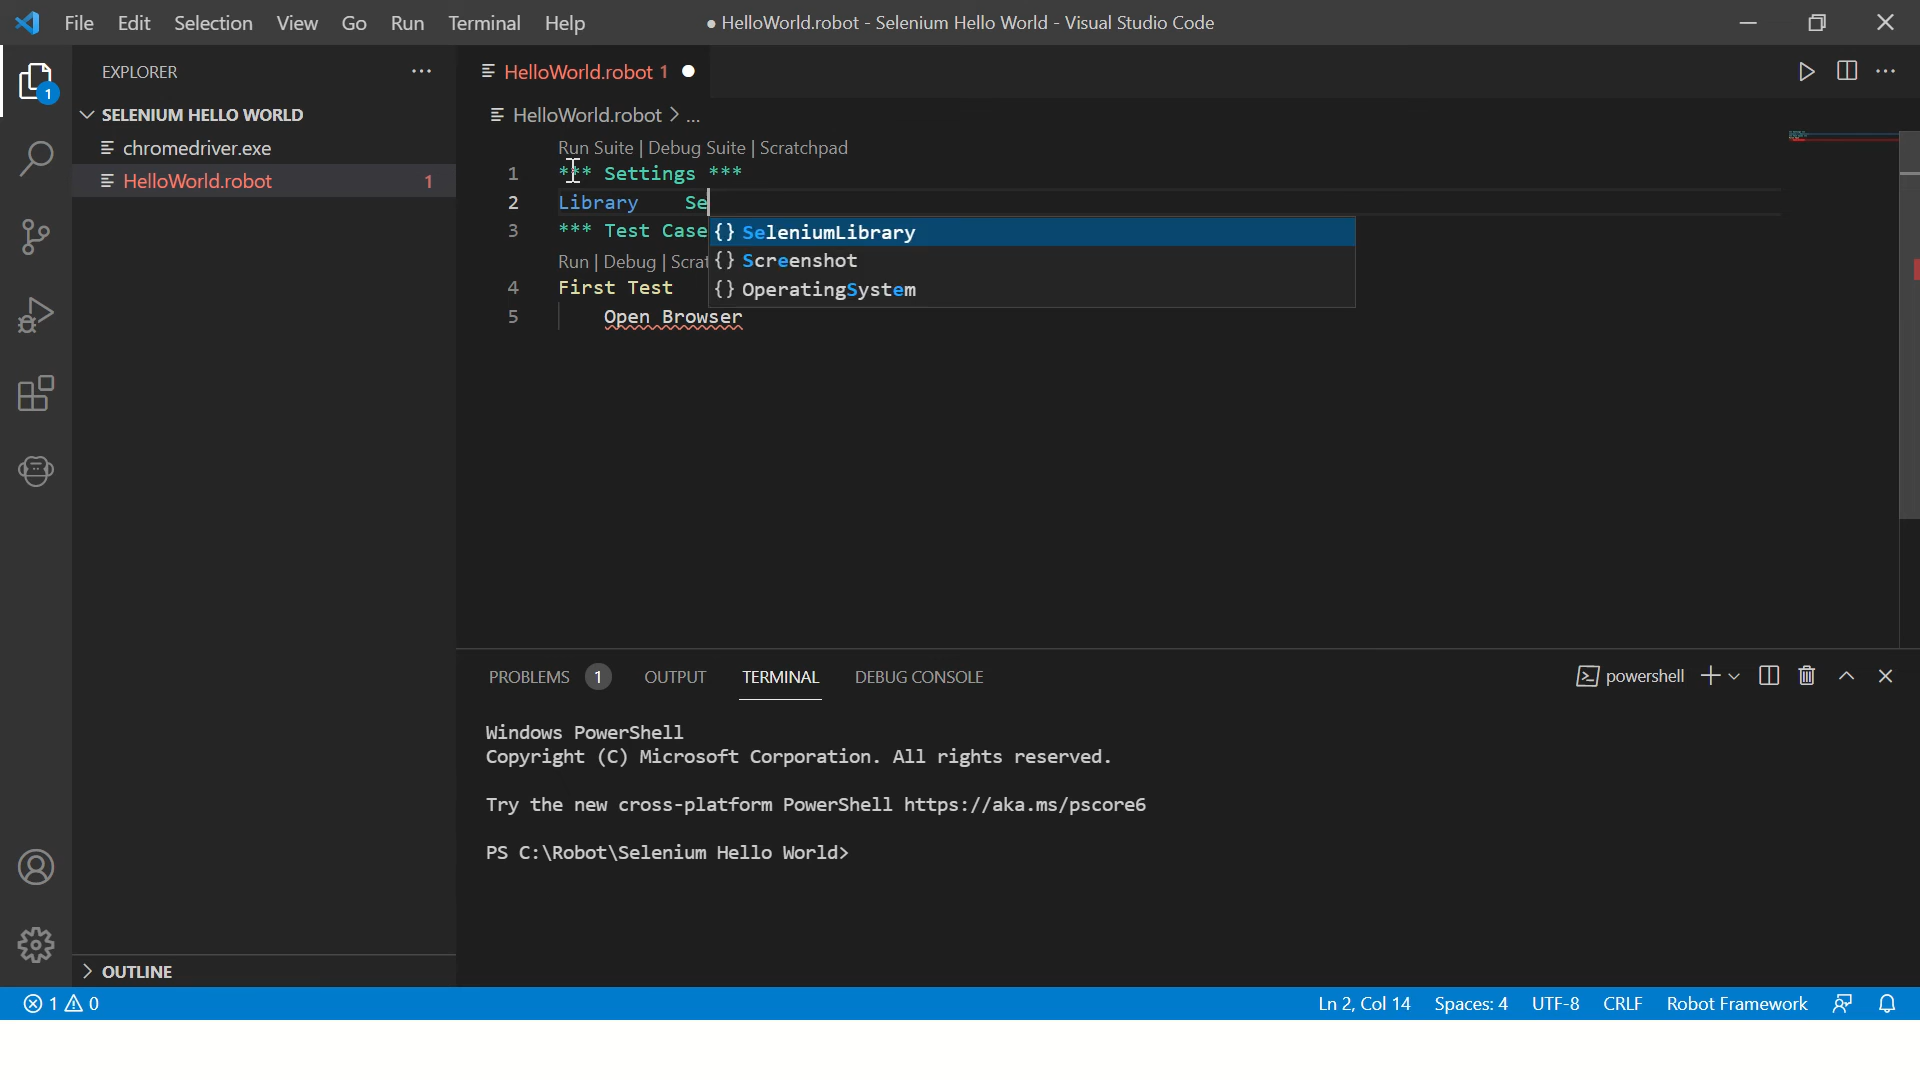 File Edit Selection View Go Run Terminal Help
● HelloWorld.robot - Selenium Hello World - Visual Studio Code
1
EXPLORER
SELENIUM HELLO WORLD
chromedriver.exe
HelloWorld.robot 1
OUTLINE
HelloWorld.robot 1
HelloWorld.robot > ...
Run Suite | Debug Suite | Scratchpad
1 *** Settings ***
2 Library Se
3 *** Test Case
Run | Debug | Scrat
4 First Test
5 Open Browser
{} SeleniumLibrary
{} Screenshot
{} OperatingSystem
PROBLEMS 1 OUTPUT TERMINAL DEBUG CONSOLE
powershell
Windows PowerShell
Copyright (C) Microsoft Corporation. All rights reserved.
Try the new cross-platform PowerShell https://aka.ms/pscore6
PS C:\Robot\Selenium Hello World>
1 0
Ln 2, Col 14 Spaces: 4 UTF-8 CRLF Robot Framework